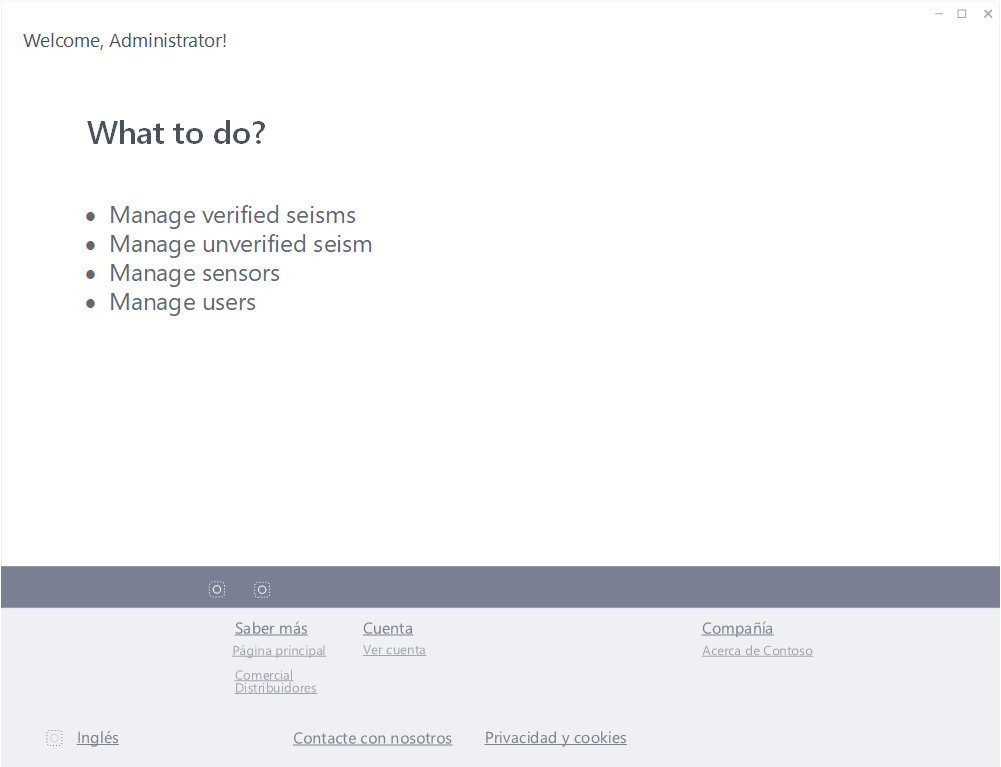 Welcome, Administrator!
What to do?
• Manage verified seisms
• Manage unverified seism
• Manage sensors
• Manage users
Saber más
Cuenta
Compañía
Página principal
Ver cuenta
Acerca de Contoso
Comercial
Distribuidores
Inglés
Contacte con nosotros
Privacidad y cookies